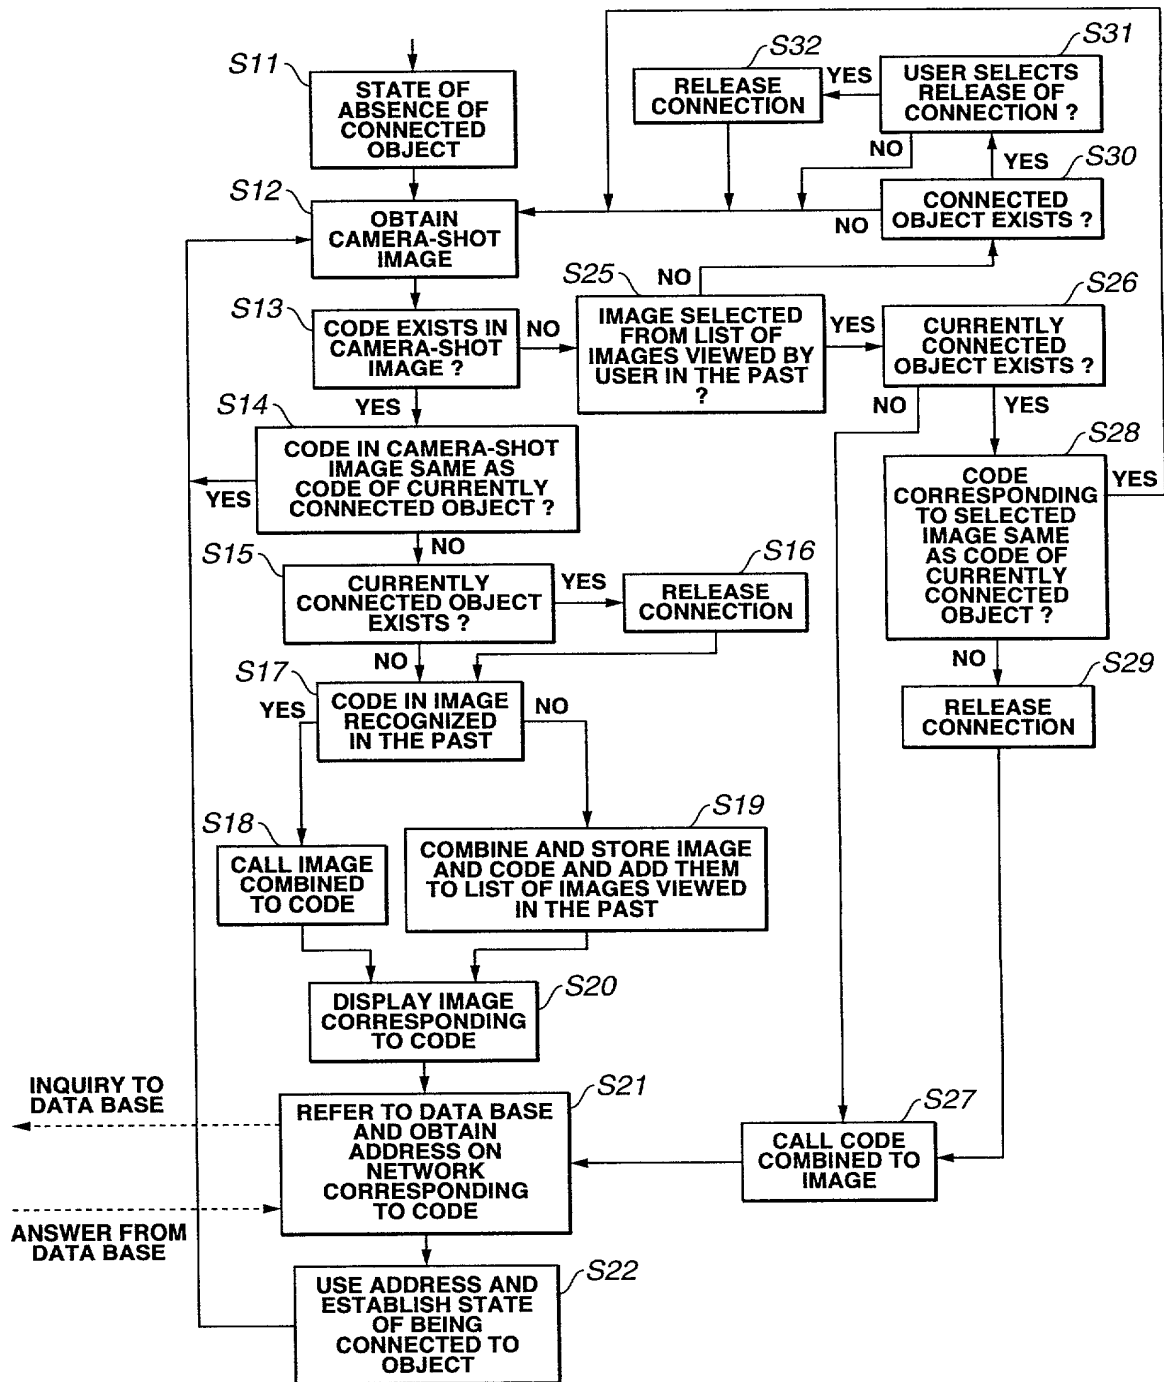 S11
STATE OF
ABSENCE OF
CONNECTED
OBJECT
S12
OBTAIN
CAMERA-SHOT
IMAGE
S13
CODE EXISTS IN
CAMERA-SHOT
IMAGE ?
NO
YES
S14
CODE IN CAMERA-SHOT
IMAGE SAME AS
CODE OF CURRENTLY
CONNECTED OBJECT ?
YES
NO
S15
CURRENTLY
CONNECTED OBJECT
EXISTS ?
YES
NO
S16
RELEASE
CONNECTION
S17
CODE IN IMAGE
RECOGNIZED
IN THE PAST
YES
NO
S18
CALL IMAGE
COMBINED
TO CODE
S19
COMBINE AND STORE IMAGE
AND CODE AND ADD THEM
TO LIST OF IMAGES VIEWED
IN THE PAST
S20
DISPLAY IMAGE
CORRESPONDING
TO CODE
S21
REFER TO DATA BASE
AND OBTAIN
ADDRESS ON
NETWORK
CORRESPONDING
TO CODE
INQUIRY TO
DATA BASE
ANSWER FROM
DATA BASE
S22
USE ADDRESS AND
ESTABLISH STATE
OF BEING
CONNECTED TO
OBJECT
S25
IMAGE SELECTED
FROM LIST OF
IMAGES VIEWED BY
USER IN THE PAST
?
NO
YES
S26
CURRENTLY
CONNECTED
OBJECT EXISTS ?
NO
YES
S28
CODE
CORRESPONDING
TO SELECTED
IMAGE SAME
AS CODE OF
CURRENTLY
CONNECTED
OBJECT ?
YES
NO
S29
RELEASE
CONNECTION
S27
CALL CODE
COMBINED TO
IMAGE
S30
CONNECTED
OBJECT EXISTS ?
NO
YES
S31
USER SELECTS
RELEASE OF
CONNECTION ?
YES
NO
S32
RELEASE
CONNECTION